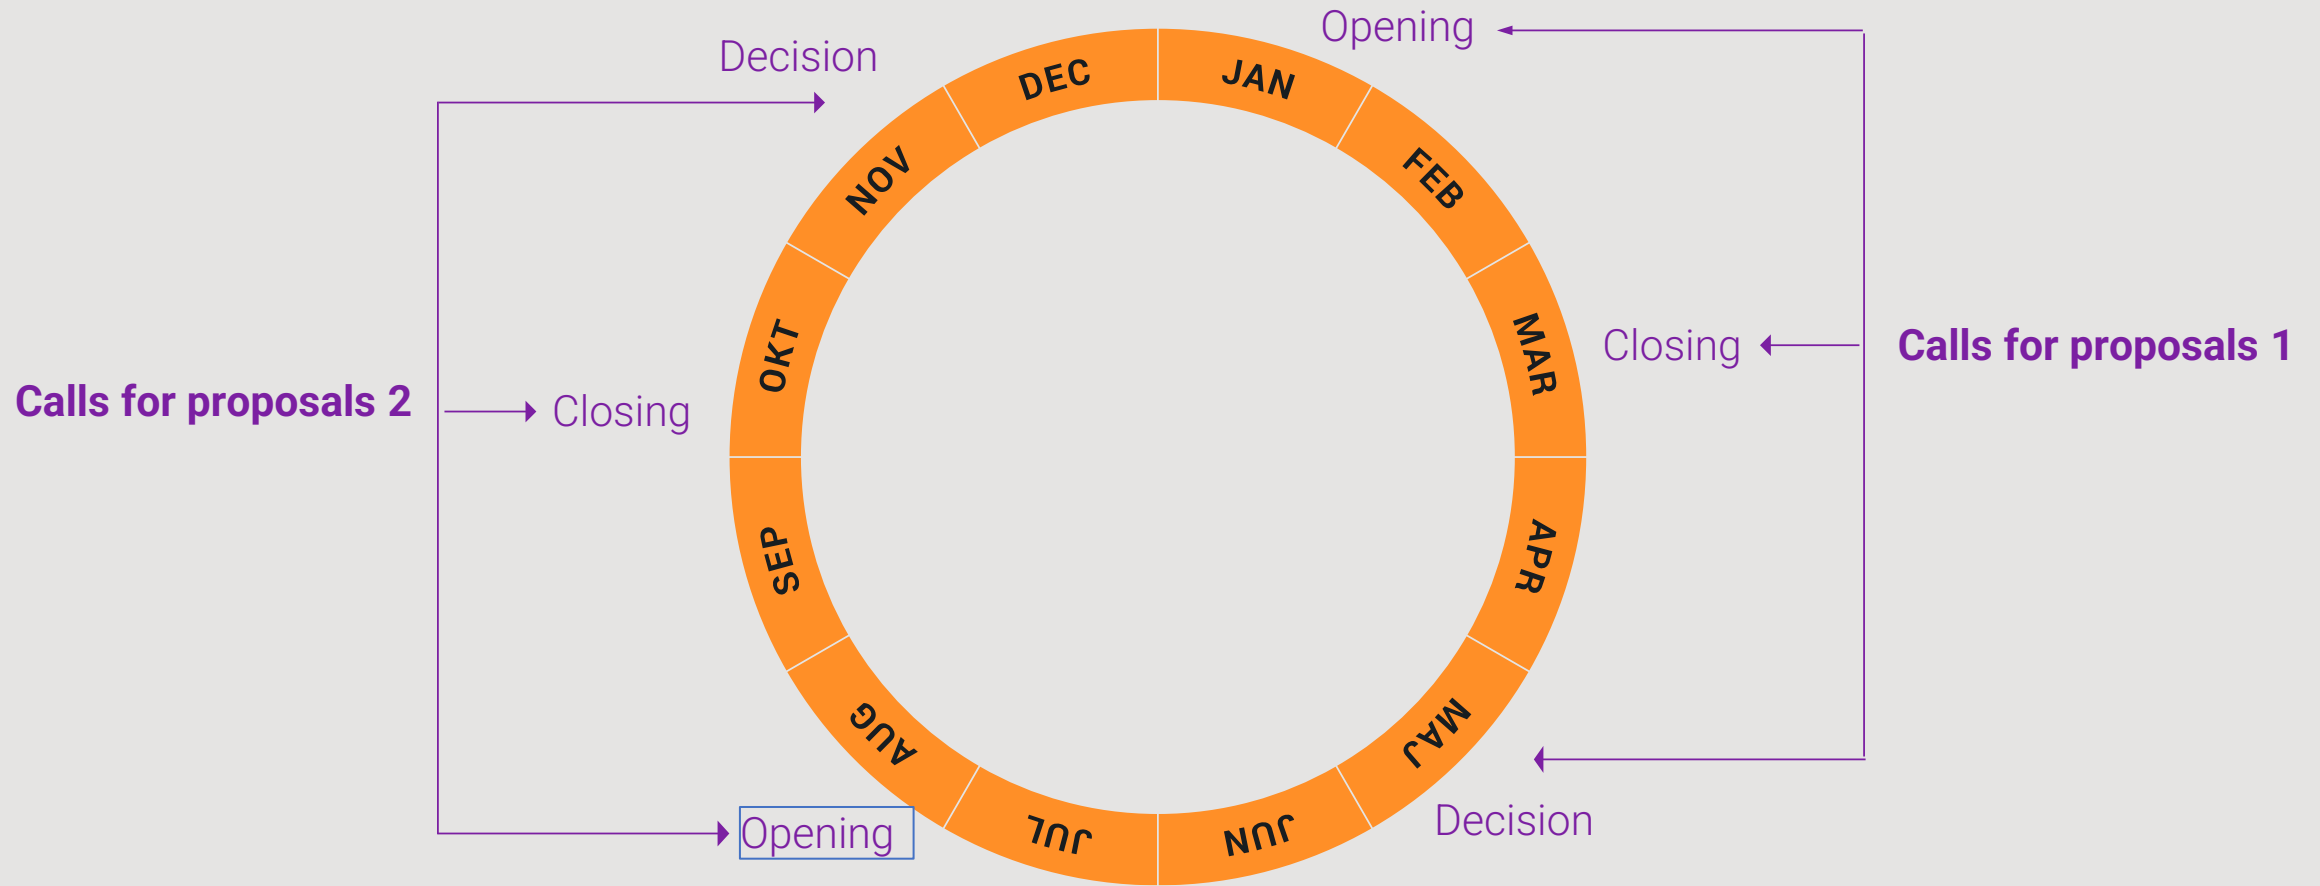 Opening
Decision
DEC
JAN
NOV
FEB
OKT
MAR
Closing
Calls for proposals 1
Calls for proposals 2
Closing
SEP
APR
AUG
MAJ
Opening
JUL
JUN
Decision